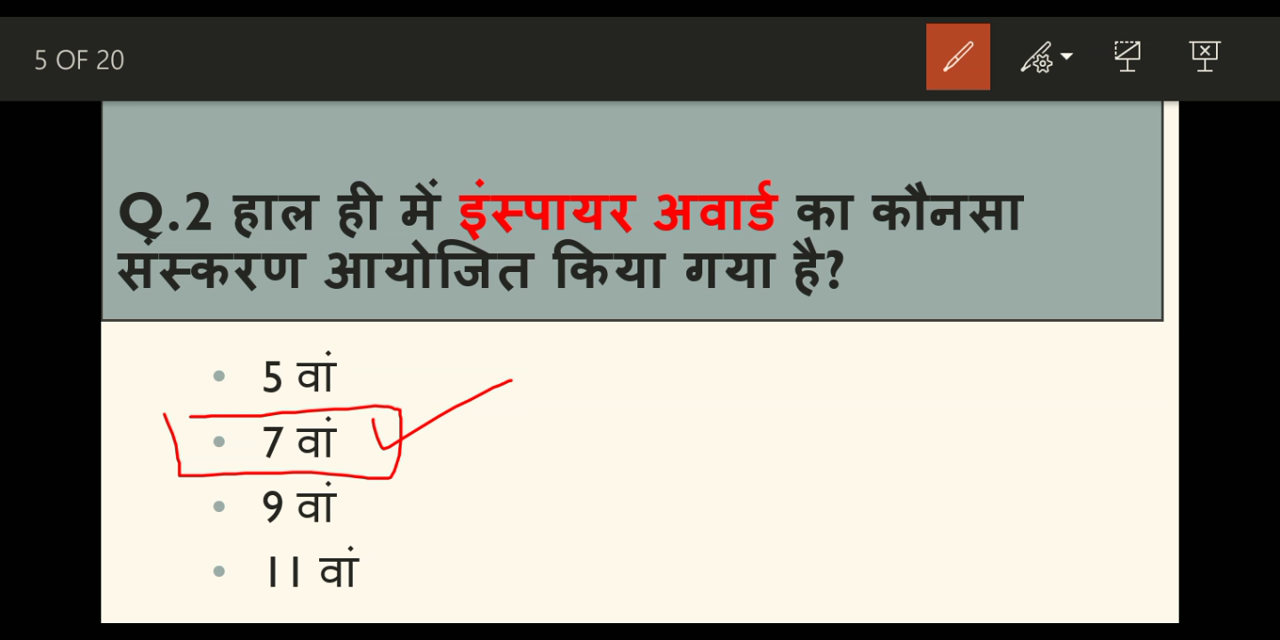 5 OF 20
Q.2 हाल ही में इंस्पायर अवार्ड का कौनसा
संस्करण आयोजित किया गया है?
• 5 वां
• 7 वां
• 9 वां
• 11 वां